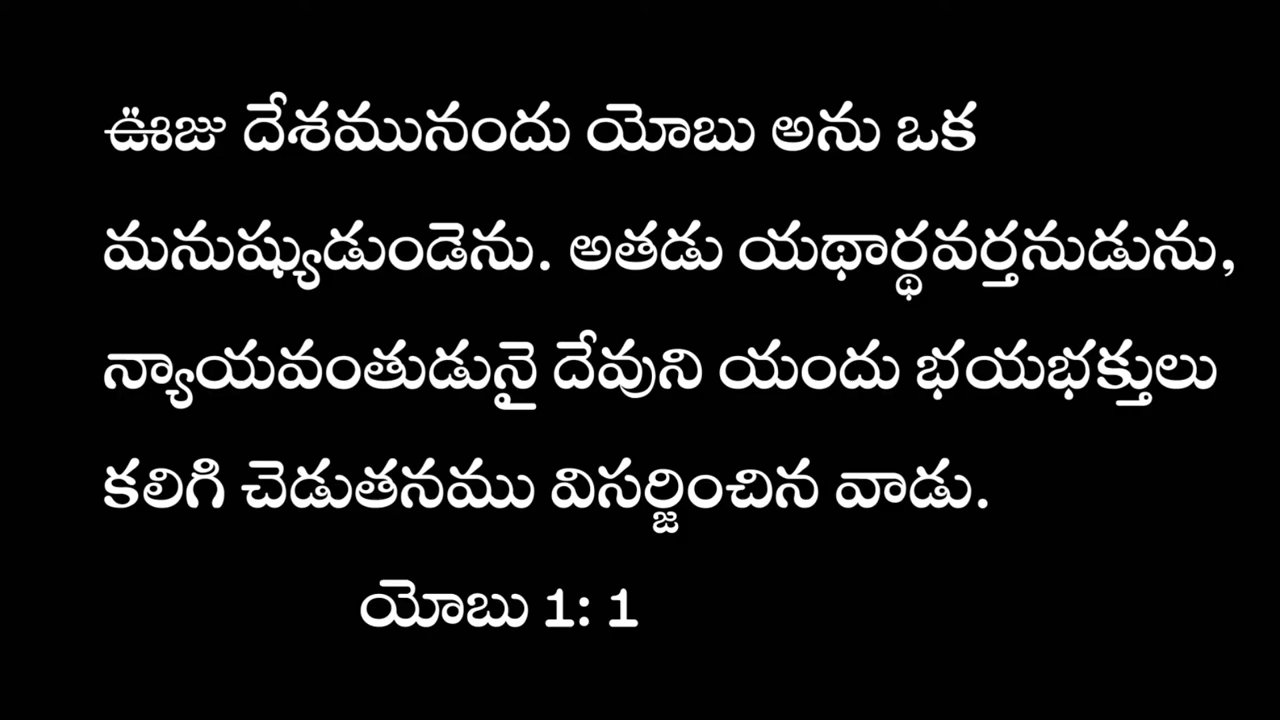 ఊజు దేశమునందు యోబు అను ఒక
మనుష్యుడుండెను. అతడు యథార్థవర్తనుడును,
న్యాయవంతుడునై దేవుని యందు భయభక్తులు
కలిగి చెడుతనము విసర్జించిన వాడు.
యోబు 1: 1